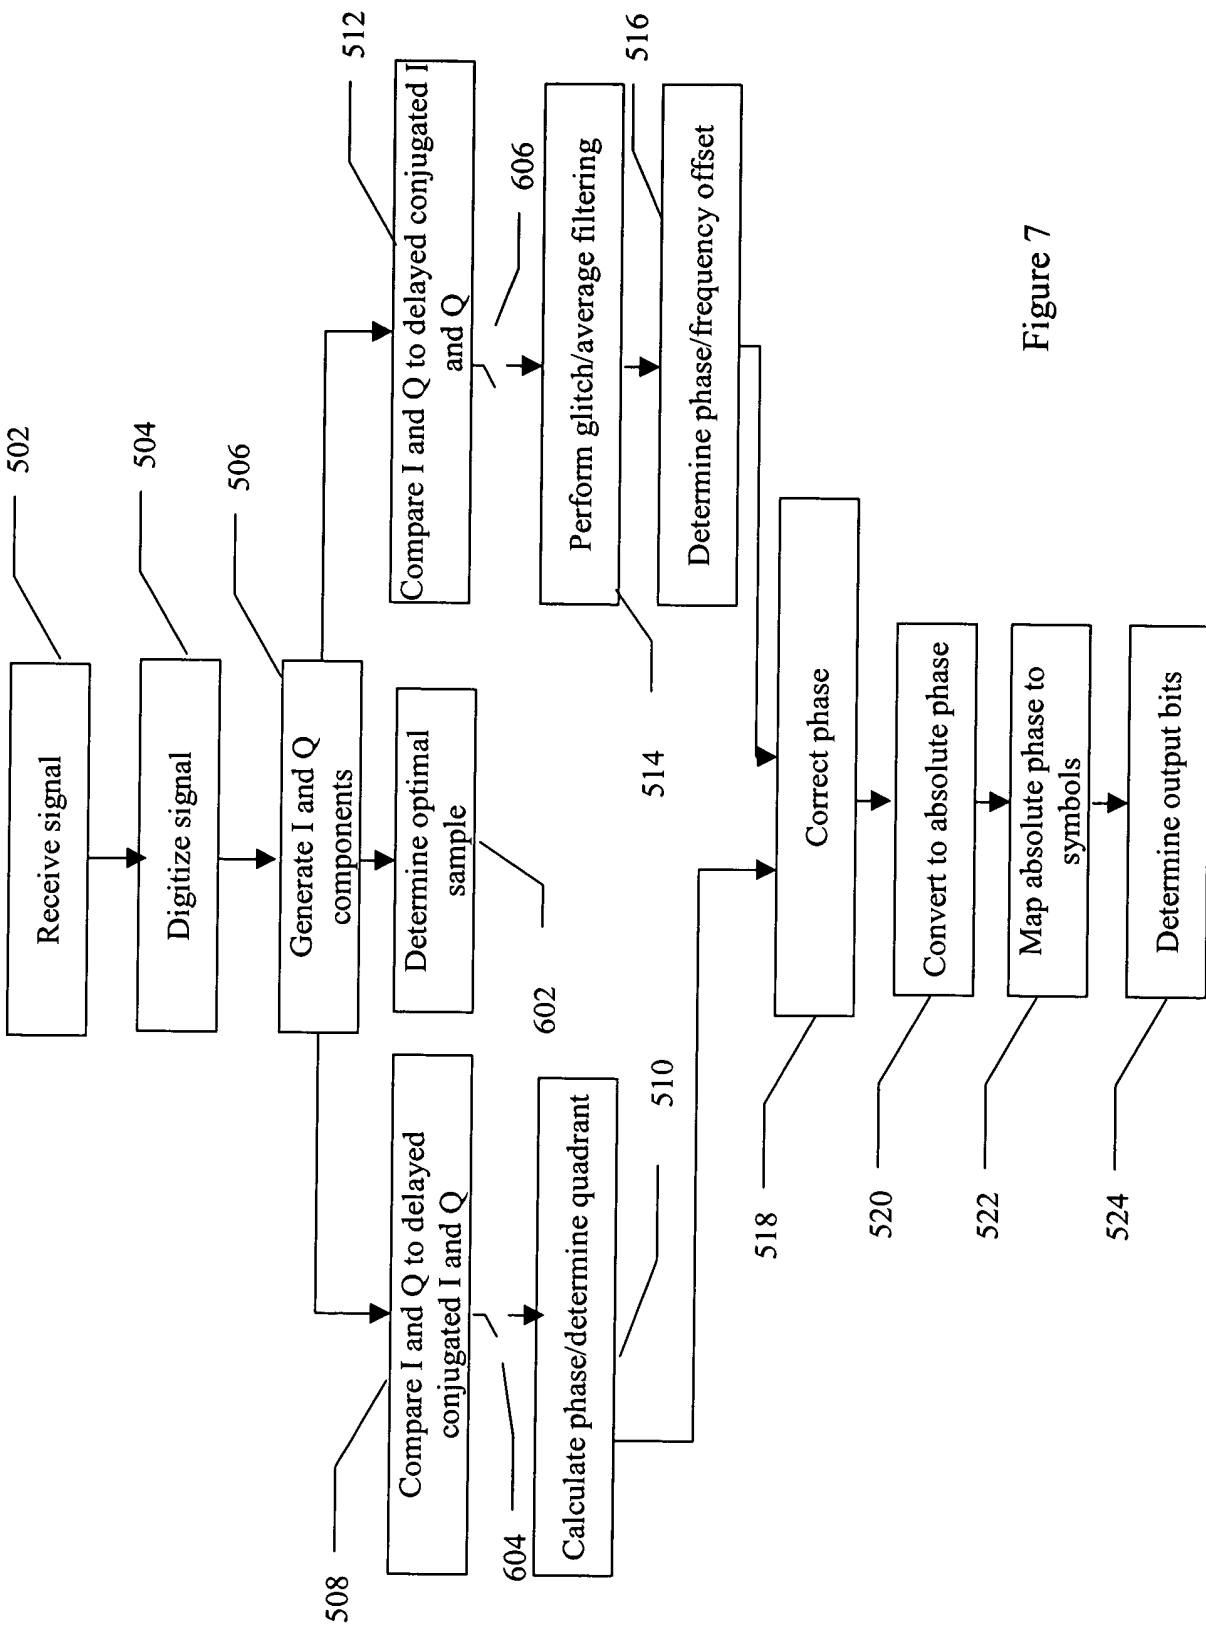 502
Receive signal
504
Digitize signal
506
Generate I and Q
components
512
508
Compare I and Q to delayed
conjugated I and Q
Determine optimal
sample
Compare I and Q to delayed conjugated I
and Q
604
602
606
Calculate phase/determine quadrant
Perform glitch/average filtering
510
514
516
Determine phase/frequency offset
518
Correct phase
520
Convert to absolute phase
522
Map absolute phase to
symbols
524
Determine output bits
Figure 7